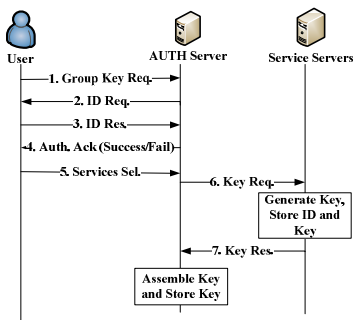 User
AUTH Server
Service Servers
1. Group Key Req.
2. ID Req.
3. ID Res.
4. Auth. Ack (Success/Fail)
5. Services Sel.
6. Key Req.
Generate Key,
Store ID and
Key
7. Key Res.
Assemble Key
and Store Key